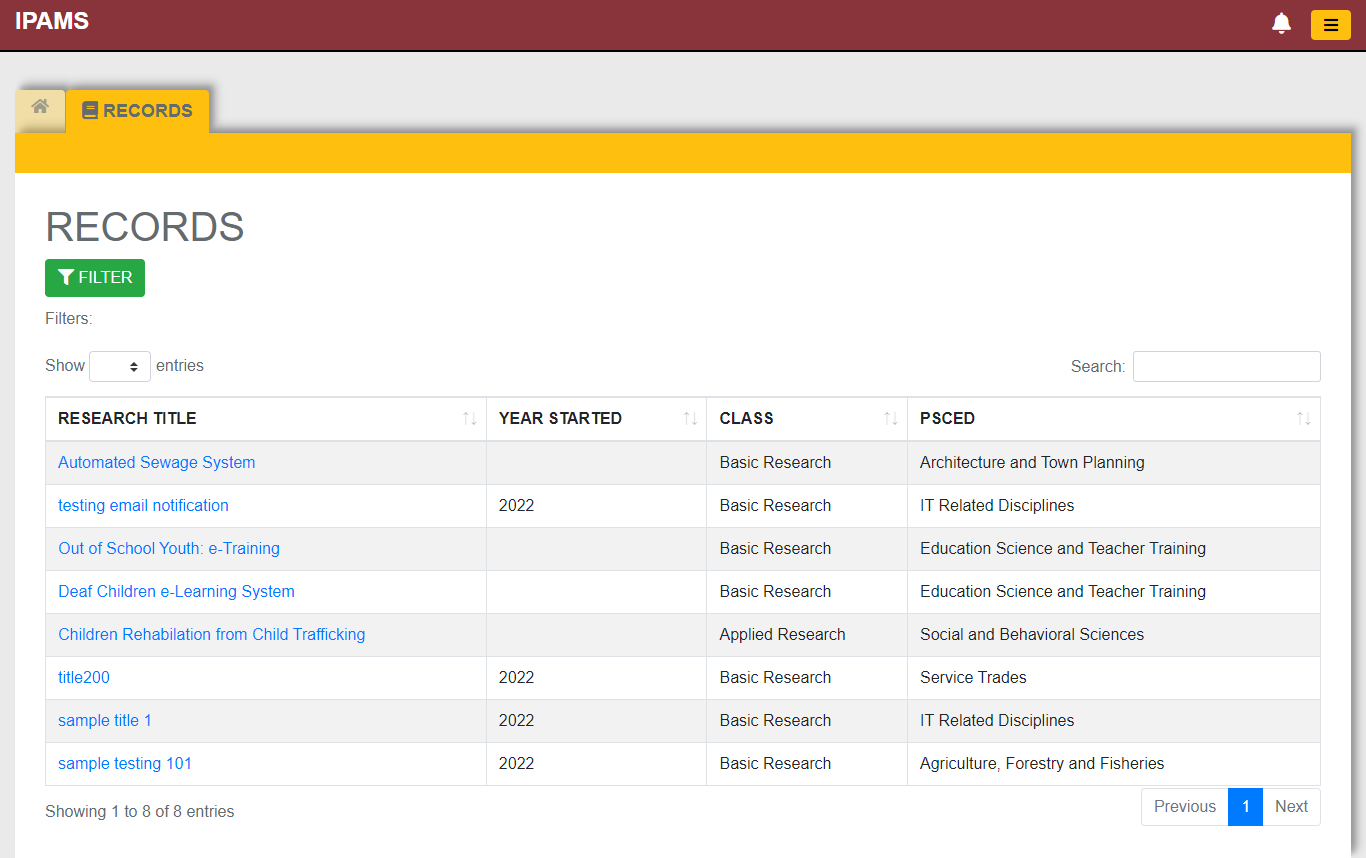 IPAMS
RECORDS
RECORDS
FILTER
Filters:
Show entries Search:
RESEARCH TITLE YEAR STARTED CLASS PSCED
Automated Sewage System Basic Research Architecture and Town Planning
testing email notification 2022 Basic Research IT Related Disciplines
Out of School Youth: e-Training Basic Research Education Science and Teacher Training
Deaf Children e-Learning System Basic Research Education Science and Teacher Training
Children Rehabilation from Child Trafficking Applied Research Social and Behavioral Sciences
title200 2022 Basic Research Service Trades
sample title 1 2022 Basic Research IT Related Disciplines
sample testing 101 2022 Basic Research Agriculture, Forestry and Fisheries
Showing 1 to 8 of 8 entries Previous 1 Next